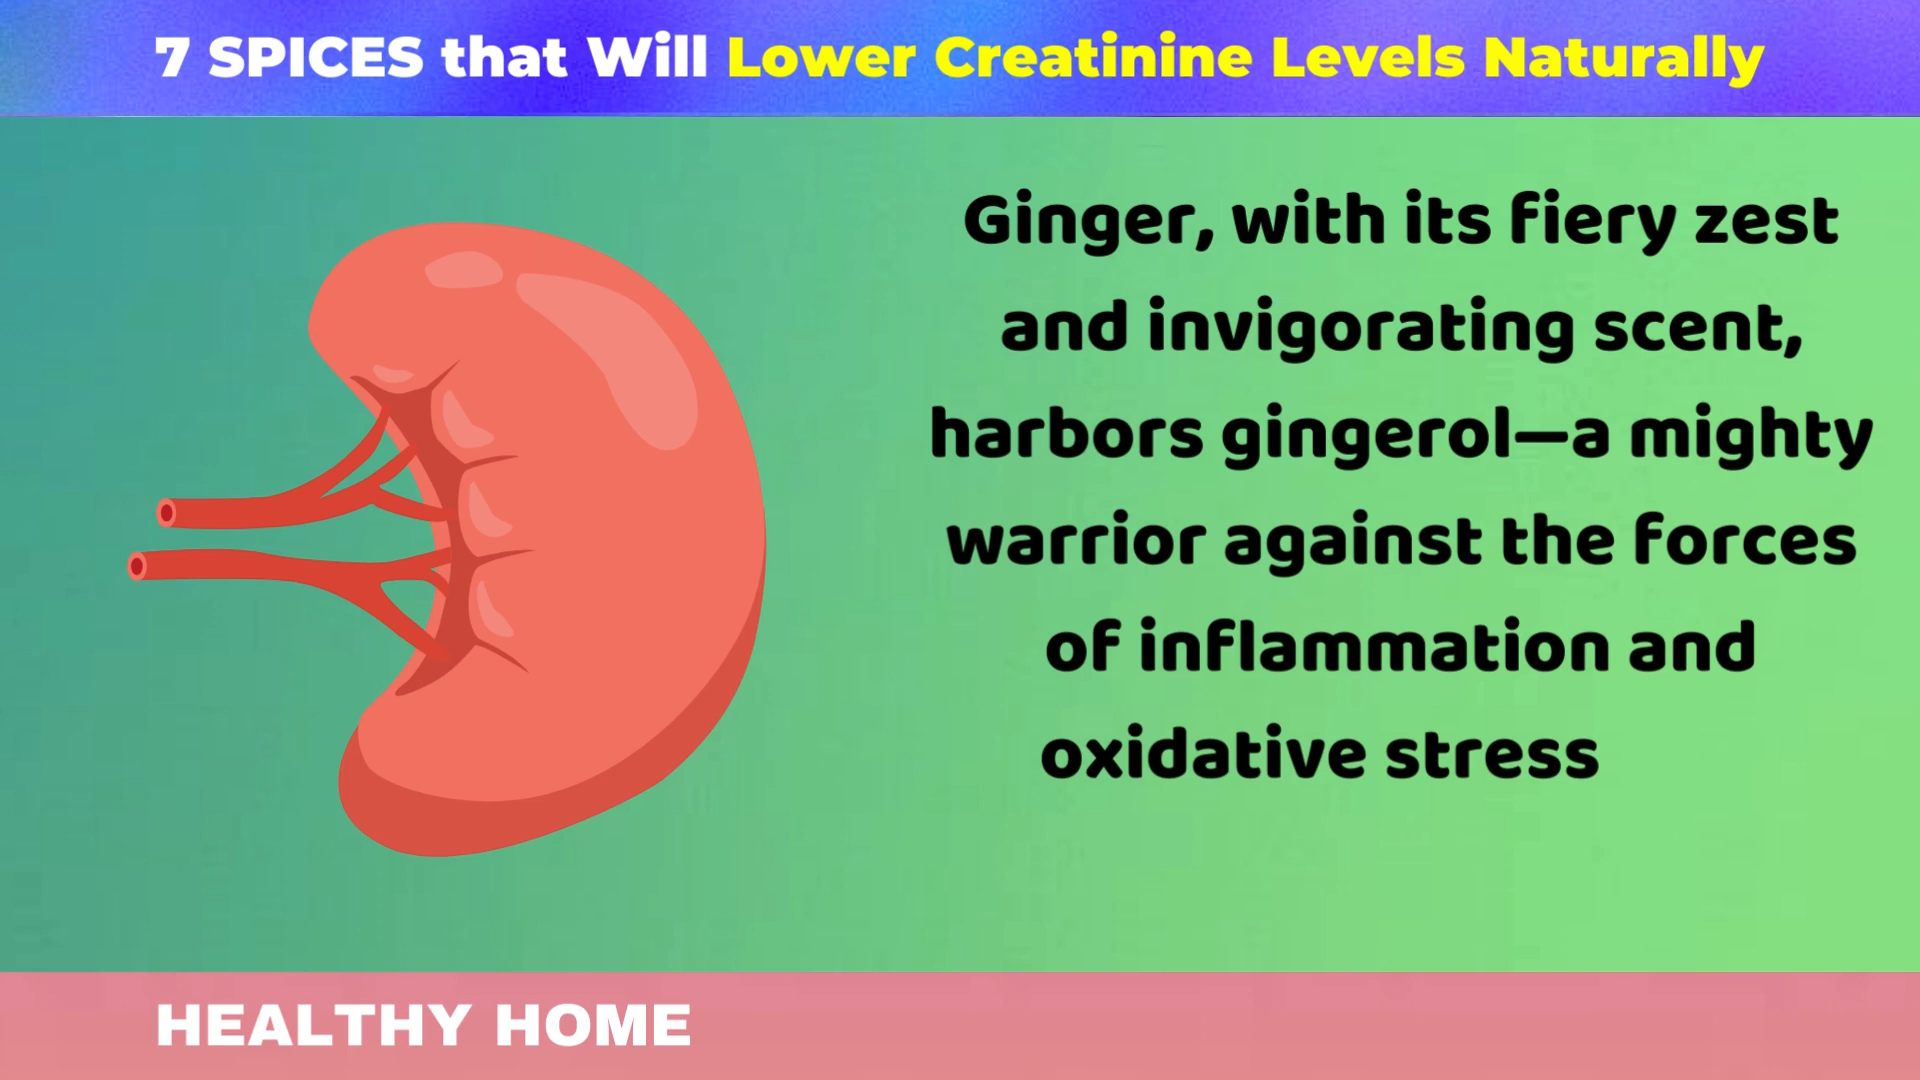 7 SPICES that Will Lower Creatinine Levels Naturally
Ginger, with its fiery zest
and invigorating scent,
harbors gingerol—a mighty
warrior against the forces
of inflammation and
oxidative stress
HEALTHY HOME